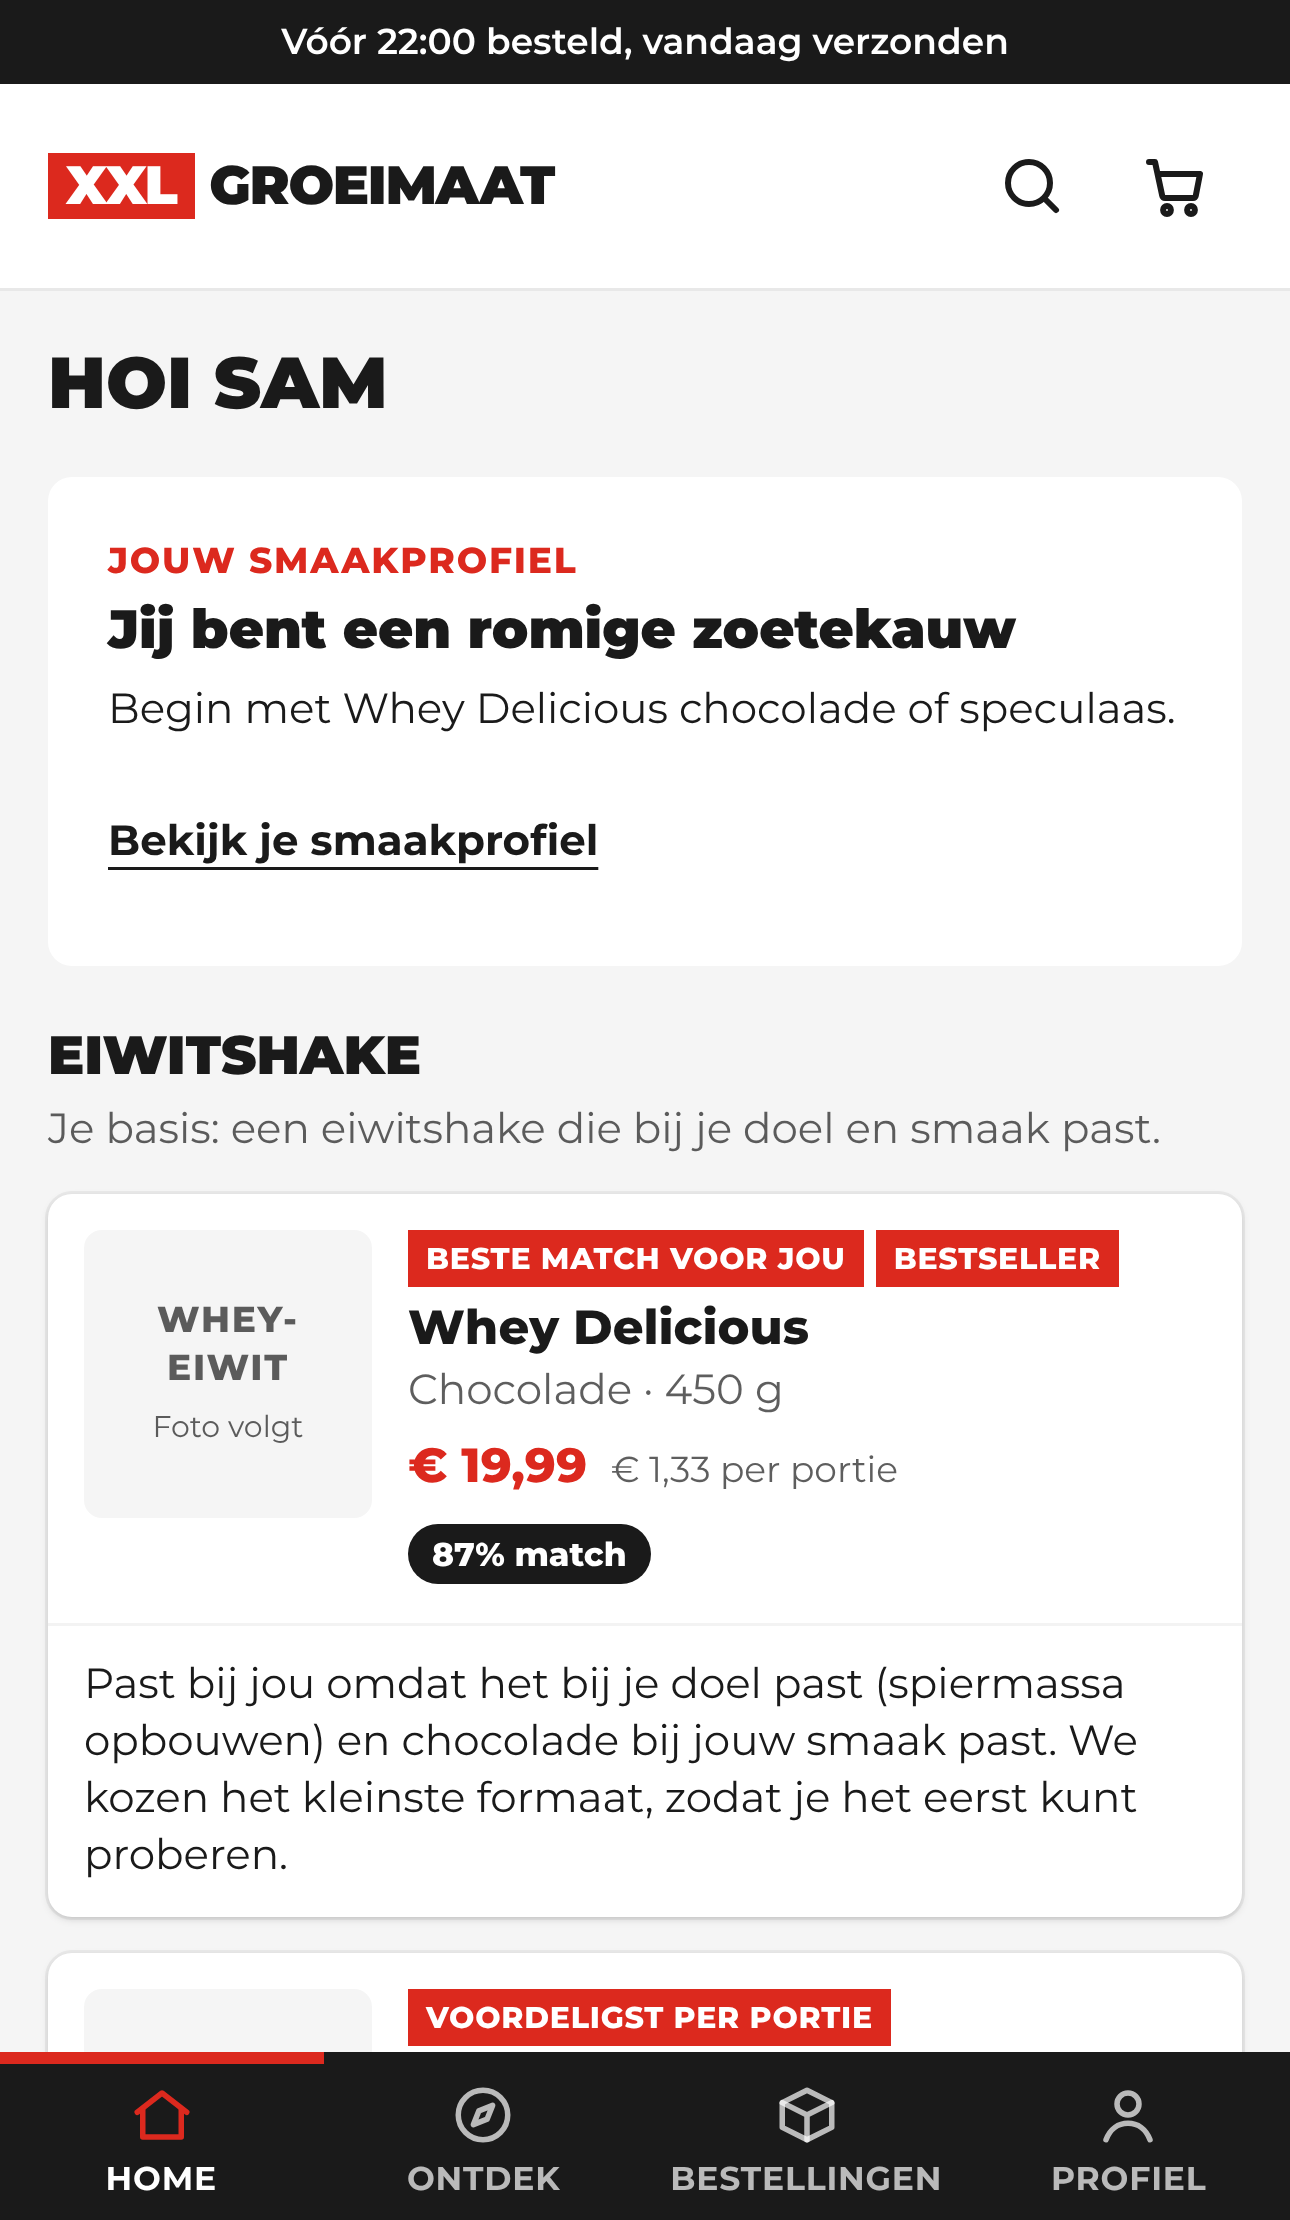 Vóór 22:00 besteld, vandaag verzonden
XXL GROEIMAAT
HOI SAM
JOUW SMAAKPROFIEL
Jij bent een romige zoetekauw
Begin met Whey Delicious chocolade of speculaas.
Bekijk je smaakprofiel
EIWITSHAKE
Je basis: een eiwitshake die bij je doel en smaak past.
WHEY-
EIWIT
Foto volgt
BESTE MATCH VOOR JOU BESTSELLER
Whey Delicious
Chocolade · 450 g
€ 19,99 € 1,33 per portie
87% match
Past bij jou omdat het bij je doel past (spiermassa
opbouwen) en chocolade bij jouw smaak past. We
kozen het kleinste formaat, zodat je het eerst kunt
proberen.
VOORDELIGST PER PORTIE
HOME ONTDEK BESTELLINGEN PROFIEL